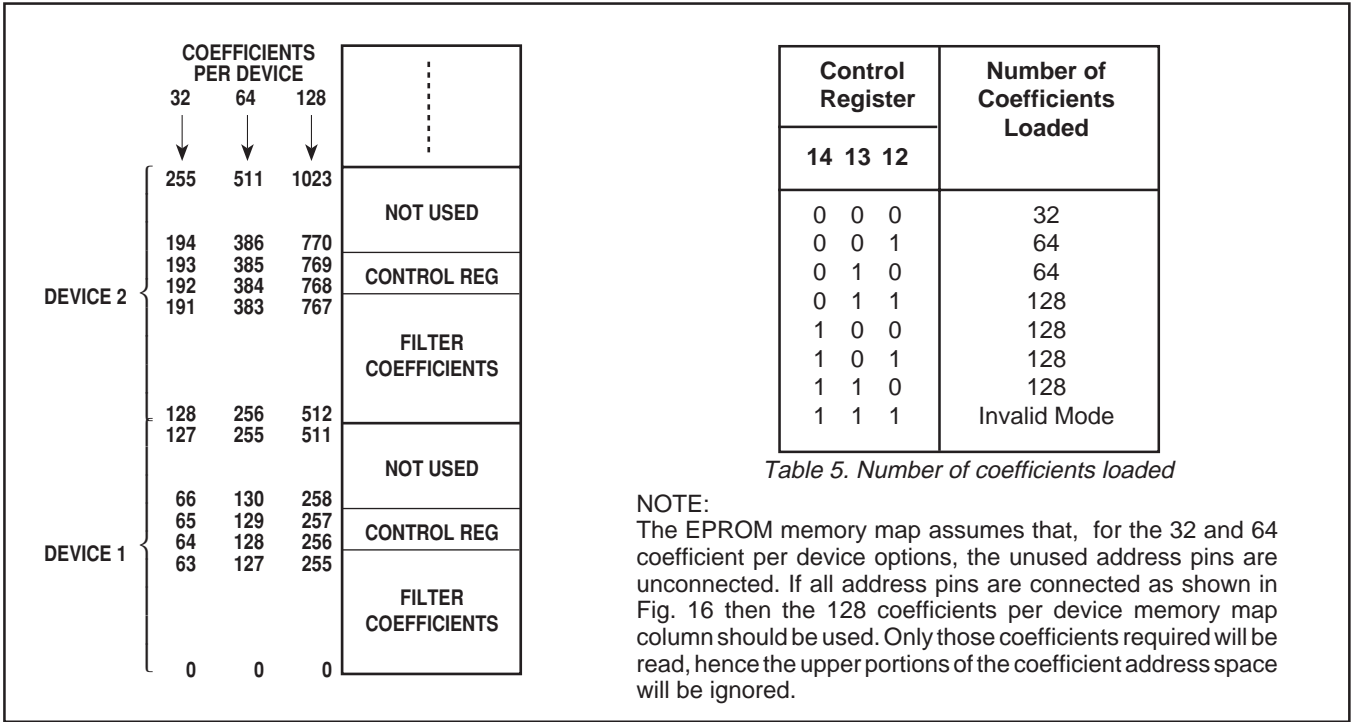 COEFFICIENTS
PER DEVICE
32 64 128
255 511 1023
NOT USED
194 386 770
193 385 769
CONTROL REG
192 384 768
DEVICE 2
191 383 767
FILTER
COEFFICIENTS
128 256 512
127 255 511
NOT USED
66 130 258
65 129 257
CONTROL REG
64 128 256
DEVICE 1
63 127 255
FILTER
COEFFICIENTS
0 0 0
Control
Register
Number of
Coefficients
Loaded
14 13 12
0 0 0 32
0 0 1 64
0 1 0 64
0 1 1 128
1 0 0 128
1 0 1 128
1 1 0 128
1 1 1 Invalid Mode
Table 5. Number of coefficients loaded
NOTE:
The EPROM memory map assumes that, for the 32 and 64
coefficient per device options, the unused address pins are
unconnected. If all address pins are connected as shown in
Fig. 16 then the 128 coefficients per device memory map
column should be used. Only those coefficients required will be
read, hence the upper portions of the coefficient address space
will be ignored.